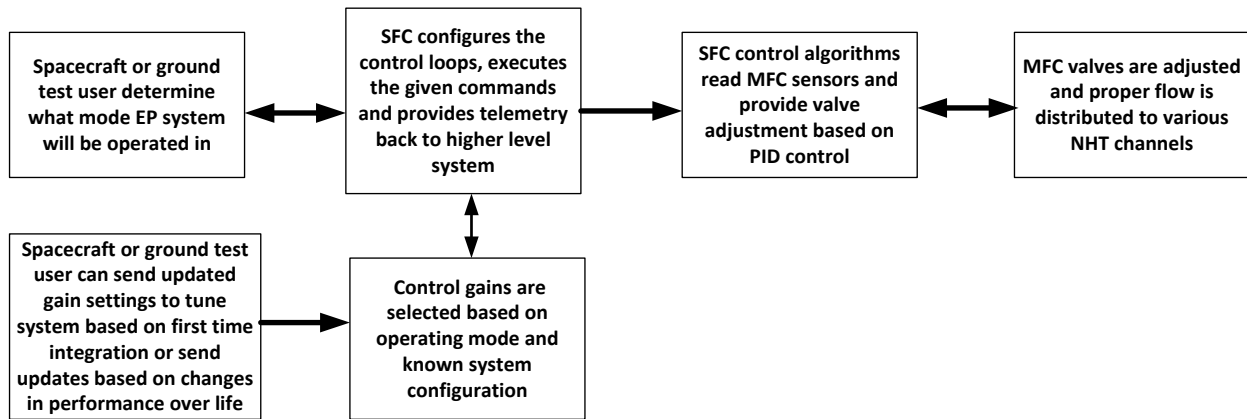 Spacecraft or ground
test user determine
what mode EP system
will be operated in
SFC configures the
control loops, executes
the given commands
and provides telemetry
back to higher level
system
SFC control algorithms
read MFC sensors and
provide valve
adjustment based on
PID control
MFC valves are adjusted
and proper flow is
distributed to various
NHT channels
Spacecraft or ground test
user can send updated
gain settings to tune
system based on first time
integration or send
updates based on changes
in performance over life
Control gains are
selected based on
operating mode and
known system
configuration